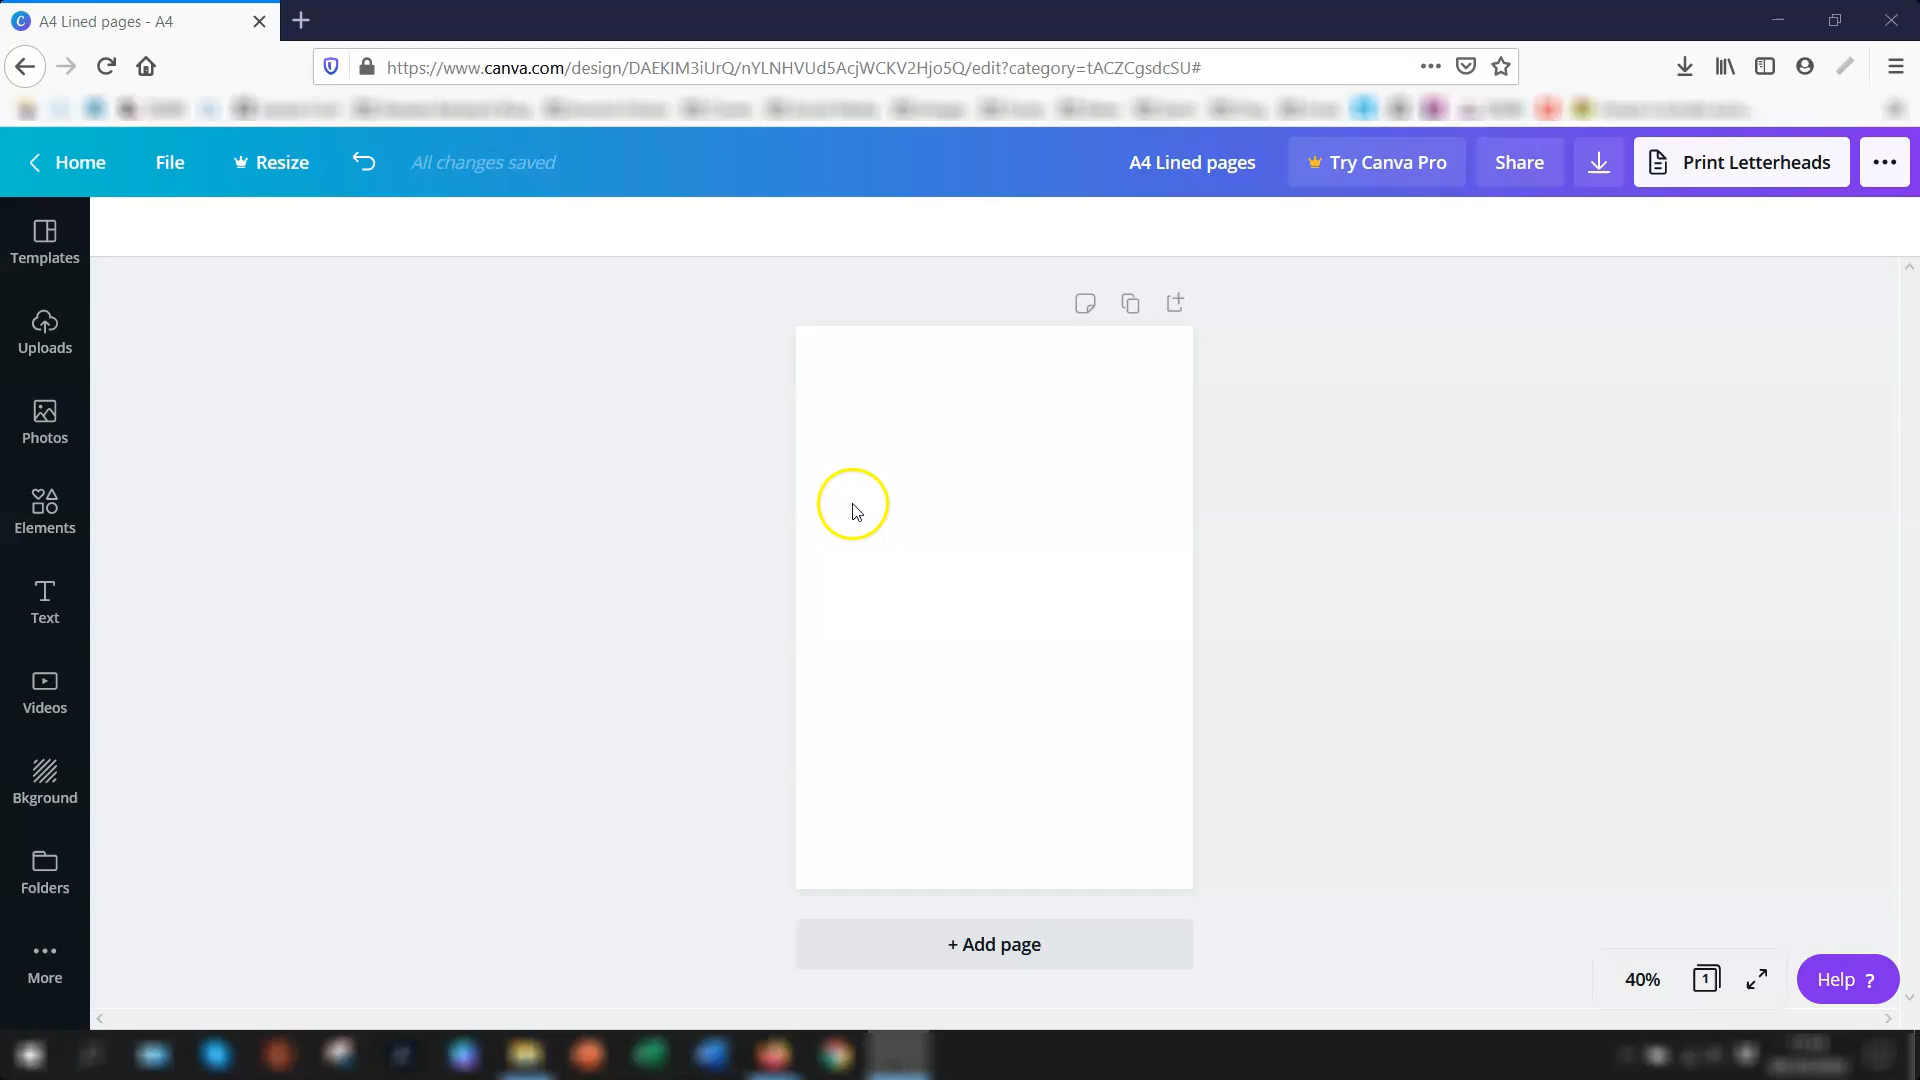 A4 Lined pages - A4
https://www.canva.com/design/DAEKIM3iUrQ/nYLNHVUd5AcjWCKV2Hjo5Q/edit?category=tACZCgsdcSU#
Home File Resize All changes saved A4 Lined pages Try Canva Pro Share Print Letterheads
Templates
Uploads
Photos
Elements
Text
Videos
Bkground
Folders
More
+ Add page
40% 1 Help ?